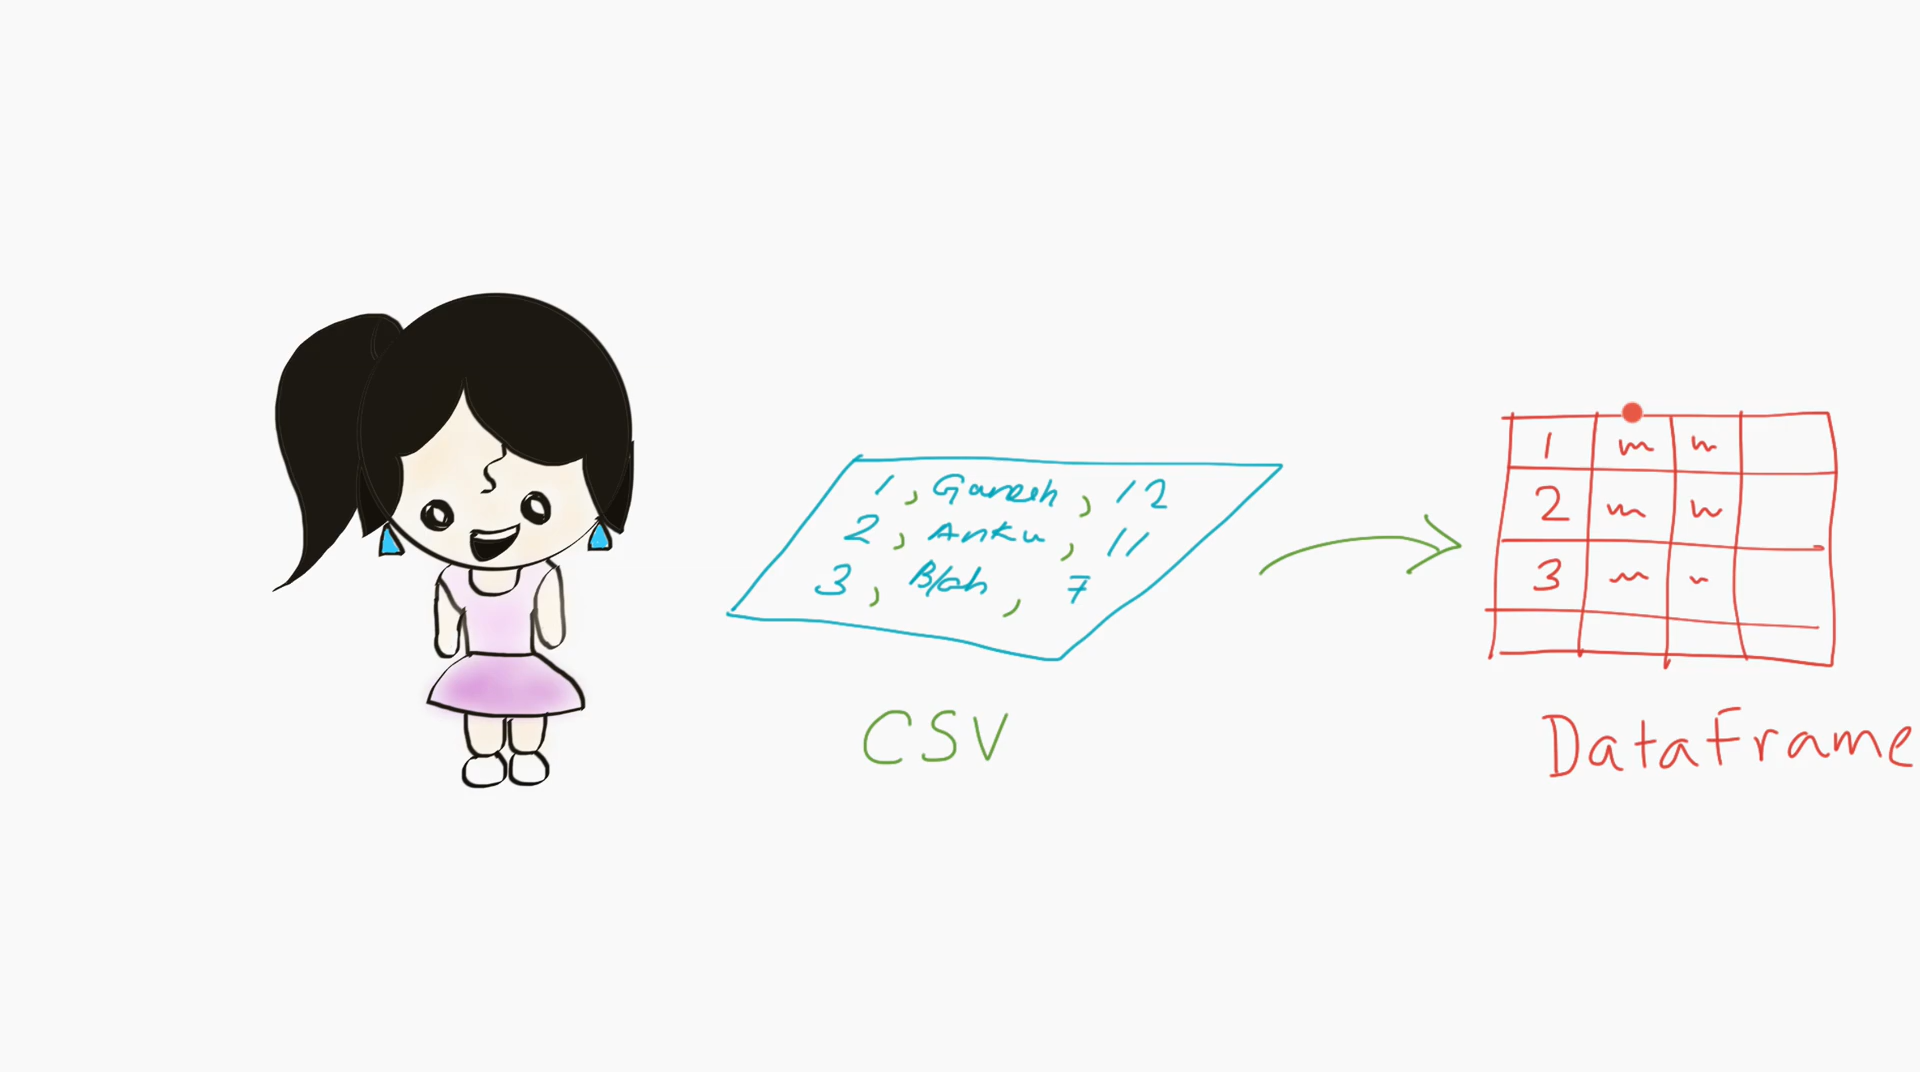 1, Ganesh, 12
2, Anku, 11
3, Blah, 7
CSV
1
2
3
DataFrame